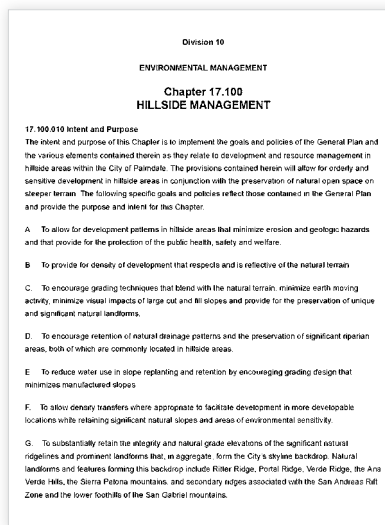 Division 10
ENVIRONMENTAL MANAGEMENT
Chapter 17.100
HILLSIDE MANAGEMENT
17.100.010 Intent and Purpose
The intent and purpose of this Chapter is to implement the goals and policies of the General Plan and
the various elements contained therein as they relate to development and resource management in
hillside areas within the City of Palmdale. The provisions contained herein will allow for orderly and
sensitive development in hillside areas in conjunction with the preservation of natural open space on
steeper terrain. The following specific goals and policies reflect those contained in the General Plan
and provide the purpose and intent for this Chapter.
A To allow for development patterns in hillside areas that minimize erosion and geologic hazards
and that provide for the protection of the public health, safety and welfare.
B To provide for density of development that respects and is reflective of the natural terrain
C. To encourage grading techniques that blend with the natural terrain, minimize earth moving
activity, minimize visual impacts of large cut and fill slopes and provide for the preservation of unique
and significant natural landforms.
D. To encourage retention of natural drainage patterns and the preservation of significant riparian
areas, both of which are commonly located in hillside areas.
E To reduce water use in slope replanting and retention by encouraging grading design that
minimizes manufactured slopes
F. To allow density transfers where appropriate to facilitate development in more developable
locations while retaining significant natural slopes and areas of environmental sensitivity.
G. To substantially retain the integrity and natural grade elevations of the significant natural
ridgelines and prominent landforms that, in aggregate, form the City's skyline backdrop. Natural
landforms and features forming this backdrop include Ritter Ridge, Portal Ridge, Verde Ridge, the Ana
Verde Hills, the Sierra Pelona mountains, and secondary ridges associated with the San Andreas Rift
Zone and the lower foothills of the San Gabriel mountains.